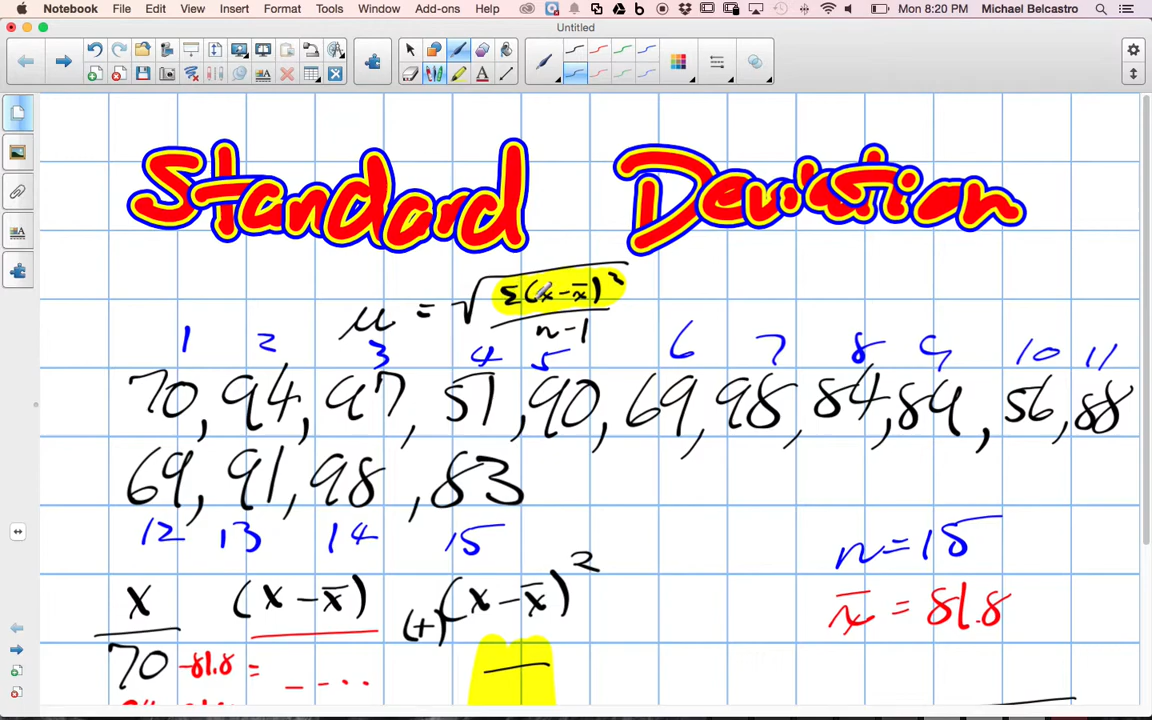 Notebook File Edit View Insert Format Tools Window Add-ons Help Mon 8:20 PM Michael Belcastro
Untitled
Standard Deviation
μ = √Σ(x-x̄)²
n-1
1 2 3 4 5 6 7 8 9 10 11
70, 94, 97, 51, 90, 69, 98, 84, 84, 56, 88
69, 91, 98, 83
12 13 14 15
n=15
x (x-x̄) (+)(x-x̄)²
x̄ = 81.8
70 -81.8 = _ _ . . .